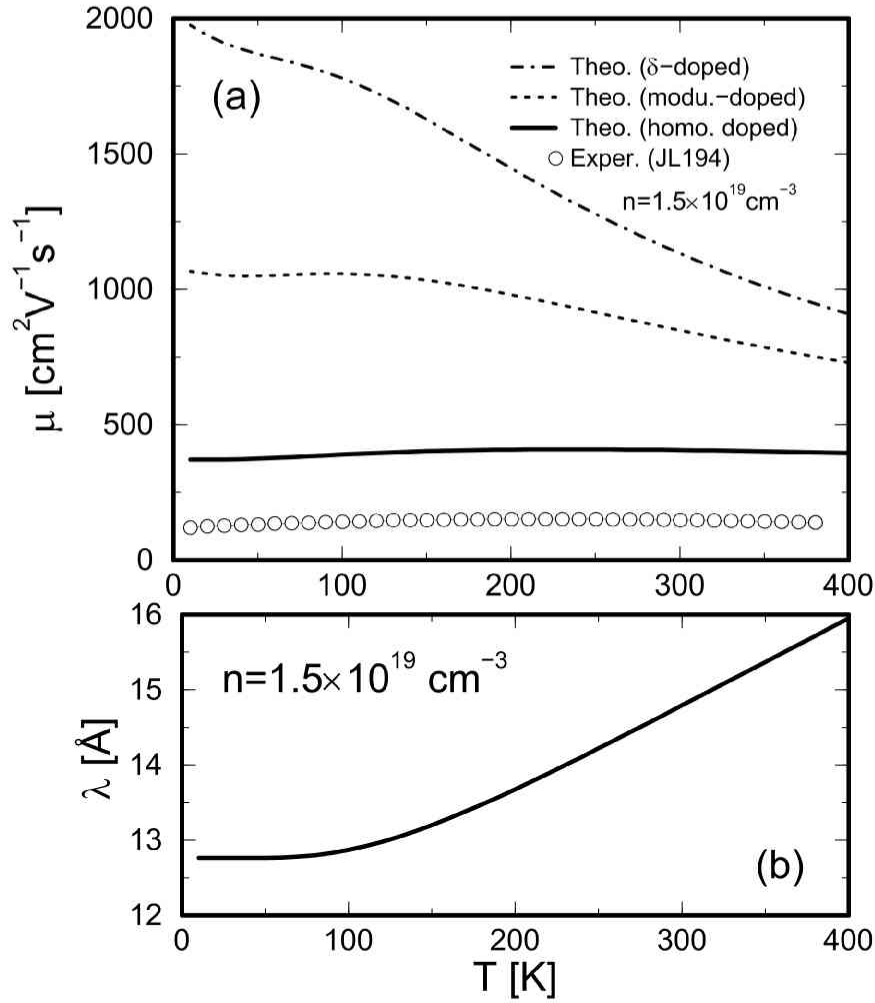 2000
1500
1000
500
0
μ [cm²V⁻¹s⁻¹]
(a)
Theo. (δ−doped)
Theo. (modu.−doped)
Theo. (homo. doped)
Exper. (JL194)
n=1.5×10¹⁹cm⁻³
0 100 200 300 400
16
15
14
13
12
λ [Å]
n=1.5×10¹⁹ cm⁻³
(b)
0 100 200 300 400
T [K]